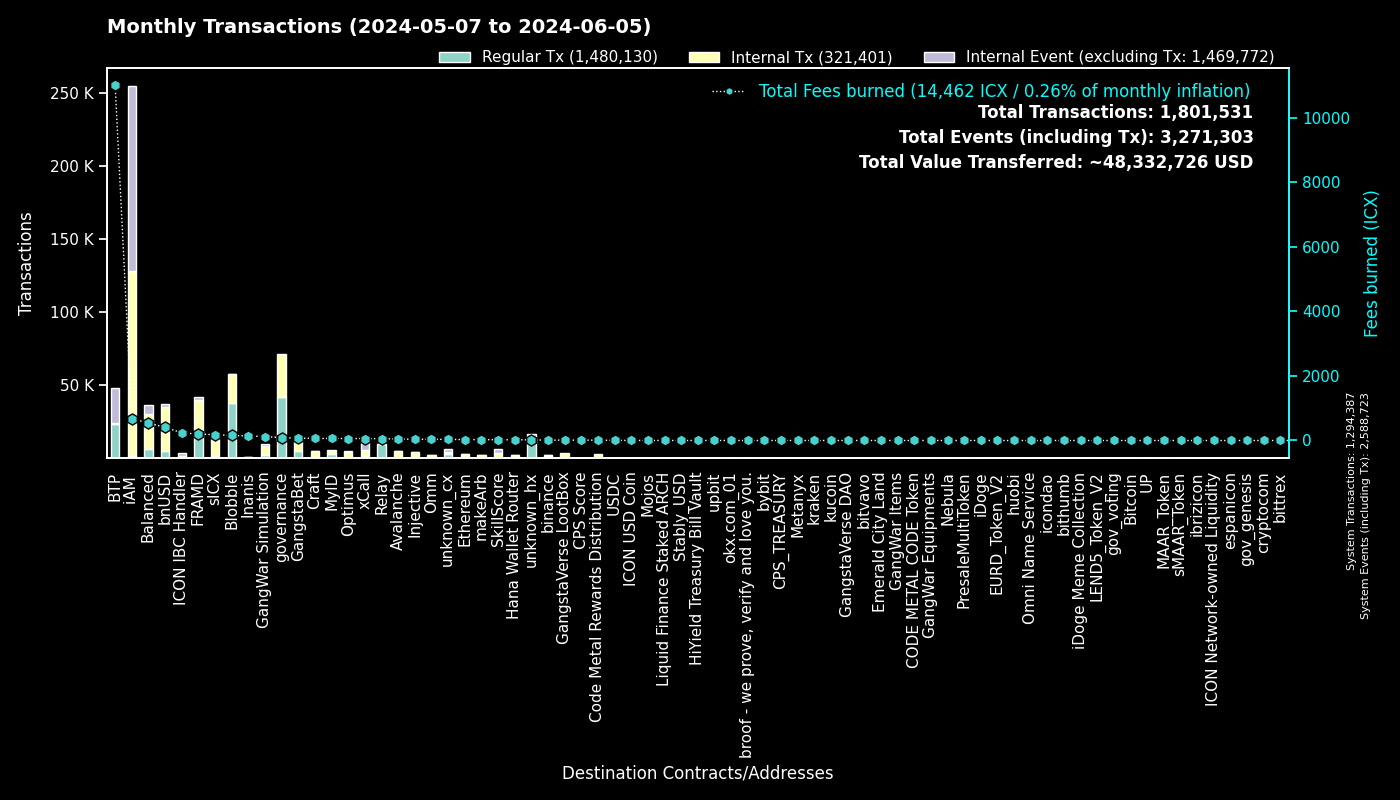 Monthly Transactions (2024-05-07 to 2024-06-05)
Regular Tx (1,480,130)
Internal Tx (321,401)
Internal Event (excluding Tx: 1,469,772)
Total Fees burned (14,462 ICX / 0.26% of monthly inflation)
Total Transactions: 1,801,531
Total Events (including Tx): 3,271,303
Total Value Transferred: ~48,332,726 USD
Transactions
250 K
200 K
150 K
100 K
50 K
10000
8000
6000
4000
2000
0
Fees burned (ICX)
System Transactions: 1,294,387
System Events (including Tx): 2,588,723
BTP
iAM
Balanced
bnUSD
ICON IBC Handler
FRAMD
sICX
Blobble
Inanis
GangWar Simulation
governance
GangstaBet
Craft
MyID
Optimus
xCall
Relay
Avalanche
Injective
Omm
unknown_cx
Ethereum
makeArb
SkillScore
Hana Wallet Router
unknown_hx
binance
GangstaVerse_LootBox
CPS Score
Code Metal Rewards Distribution
USDC
ICON USD Coin
Mojos
Liquid Finance Staked ARCH
Stably_USD
HiYield Treasury Bill Vault
upbit
okx.com_01
broof - we prove, verify and love you.
bybit
CPS_TREASURY
Metanyx
kraken
kucoin
GangstaVerse DAO
bitvavo
Emerald City Land
GangWar Items
CODE METAL CODE Token
GangWar Equipments
Nebula
PresaleMultiToken
iDoge
EURD_Token_V2
huobi
Omni Name Service
icondao
bithumb
iDoge Meme Collection
LEND5_Token_V2
gov_voting
Bitcoin
UP
MAAR_Token
sMAAR_Token
ibrizicon
ICON Network-owned Liquidity
espanicon
gov_genesis
cryptocom
bittrex
Destination Contracts/Addresses